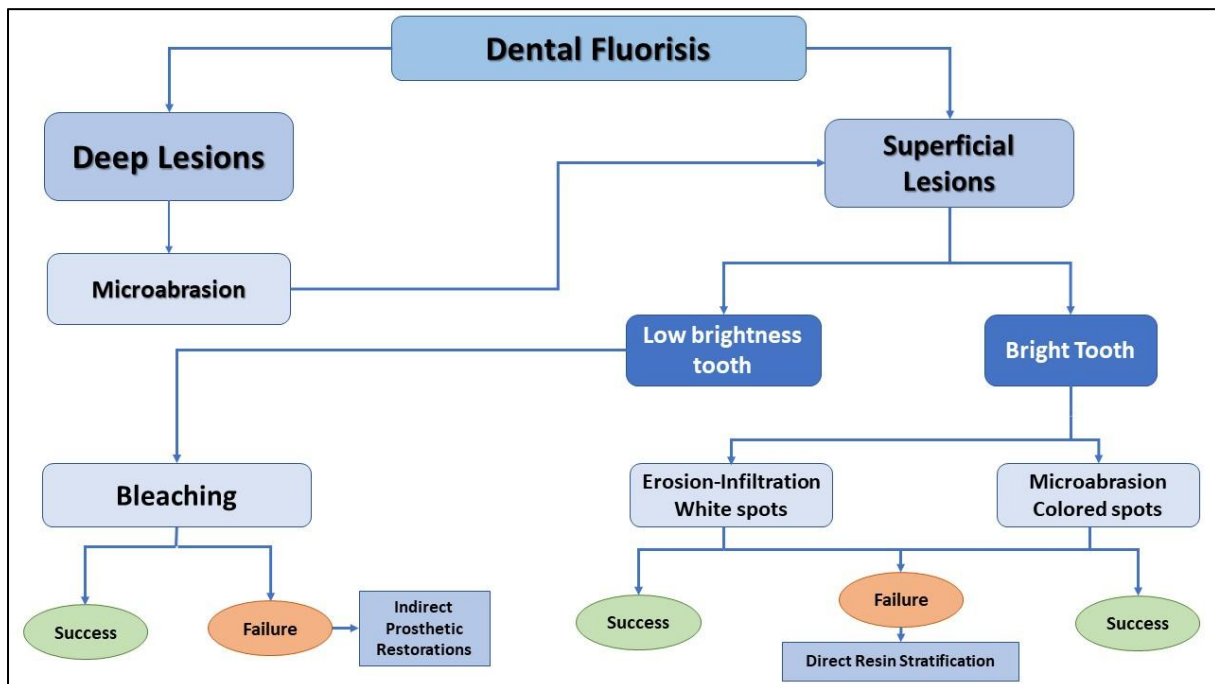 Dental Fluorisis
Deep Lesions
Superficial
Lesions
Microabrasion
Low brightness
tooth
Bright Tooth
Bleaching
Erosion-Infiltration
White spots
Microabrasion
Colored spots
Success
Failure
Indirect
Prosthetic
Restorations
Success
Failure
Success
Direct Resin Stratification